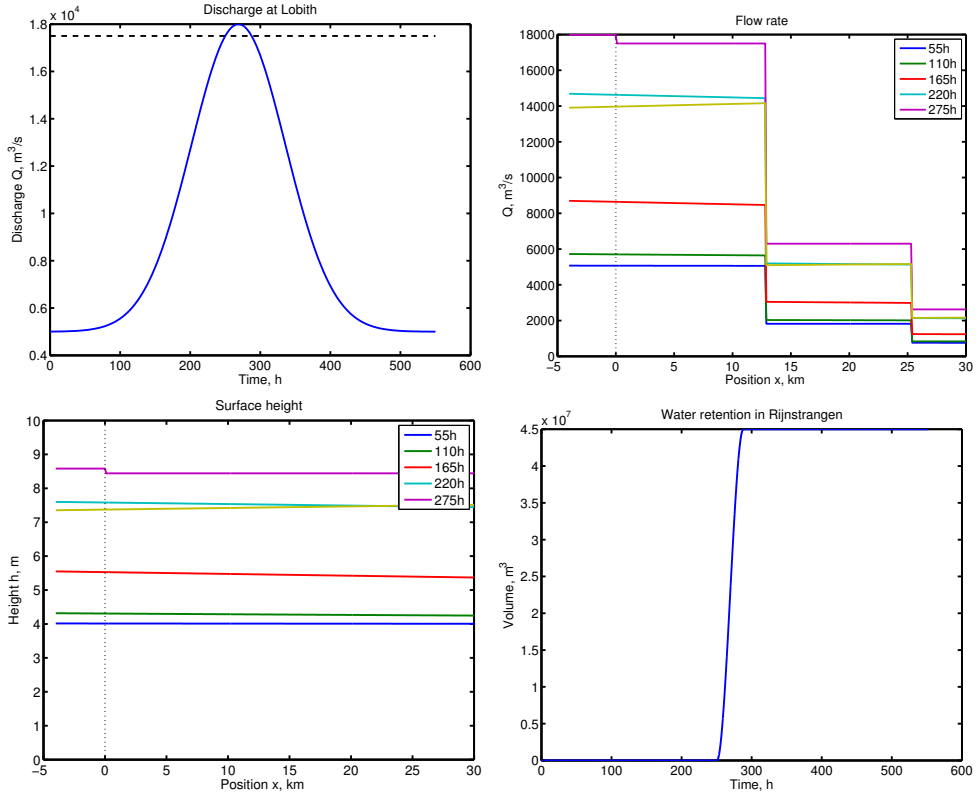 Discharge at Lobith
x 10^4
1.8
1.6
1.4
1.2
1
0.8
0.6
0.4
0 100 200 300 400 500 600
Time, h
Discharge Q, m^3/s
Flow rate
18000
16000
14000
12000
10000
8000
6000
4000
2000
0
-5 0 5 10 15 20 25 30
Position x, km
Q, m^3/s
55h
110h
165h
220h
275h
Surface height
10
9
8
7
6
5
4
3
2
1
0
-5 0 5 10 15 20 25 30
Position x, km
Height h, m
55h
110h
165h
220h
275h
Water retention in Rijnstrangen
x 10^7
4.5
4
3.5
3
2.5
2
1.5
1
0.5
0
0 100 200 300 400 500 600
Time, h
Volume, m^3